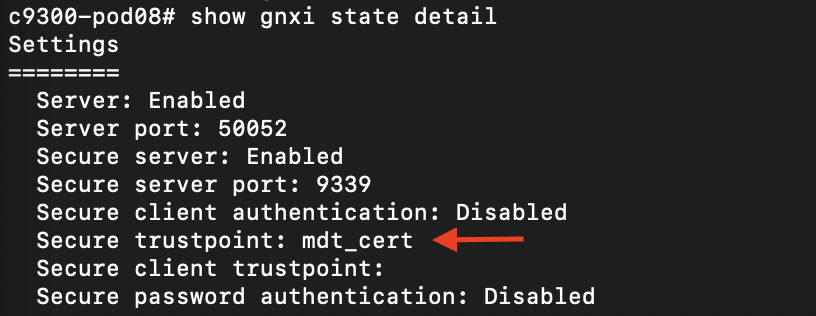 c9300-pod08# show gnxi state detail
Settings
========
Server: Enabled
Server port: 50052
Secure server: Enabled
Secure server port: 9339
Secure client authentication: Disabled
Secure trustpoint: mdt_cert
Secure client trustpoint:
Secure password authentication: Disabled